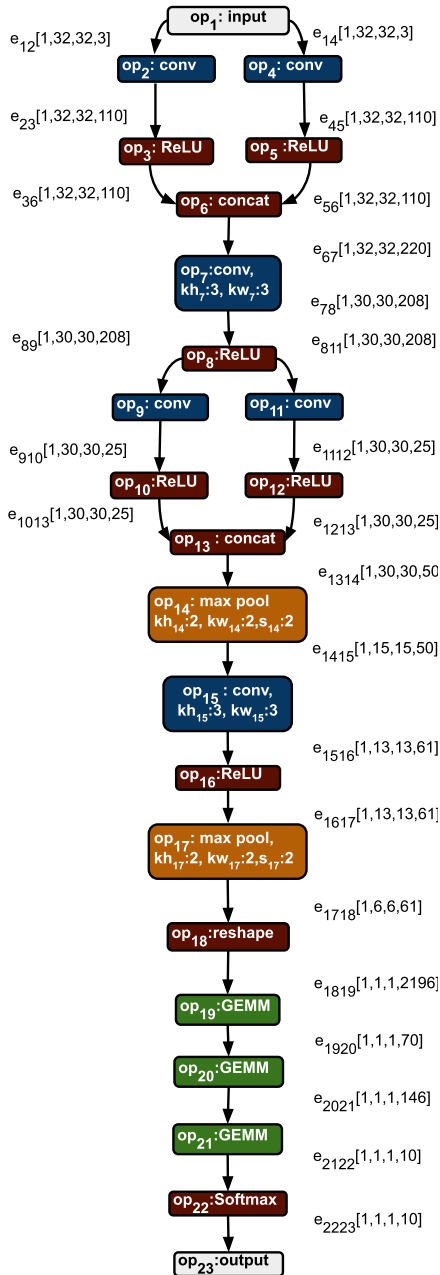 op1: input
e12[1,32,32,3]
e14[1,32,32,3]
op2: conv
op4: conv
e23[1,32,32,110]
e45[1,32,32,110]
op3: ReLU
op5 :ReLU
e36[1,32,32,110]
op6: concat
e56[1,32,32,110]
e67[1,32,32,220]
op7:conv,
kh7:3, kw7:3
e78[1,30,30,208]
e89[1,30,30,208]
e811[1,30,30,208]
op8:ReLU
op9: conv
op11: conv
e910[1,30,30,25]
e1112[1,30,30,25]
op10:ReLU
op12:ReLU
e1013[1,30,30,25]
e1213[1,30,30,25]
op13 : concat
e1314[1,30,30,50
op14: max pool
kh14:2, kw14:2,s14:2
e1415[1,15,15,50]
op15 : conv,
kh15:3, kw15:3
e1516[1,13,13,61]
op16:ReLU
e1617[1,13,13,61]
op17: max pool,
kh17:2, kw17:2,s17:2
e1718[1,6,6,61]
op18:reshape
e1819[1,1,1,2196]
op19:GEMM
e1920[1,1,1,70]
op20:GEMM
e2021[1,1,1,146]
op21:GEMM
e2122[1,1,1,10]
op22:Softmax
e2223[1,1,1,10]
op23:output